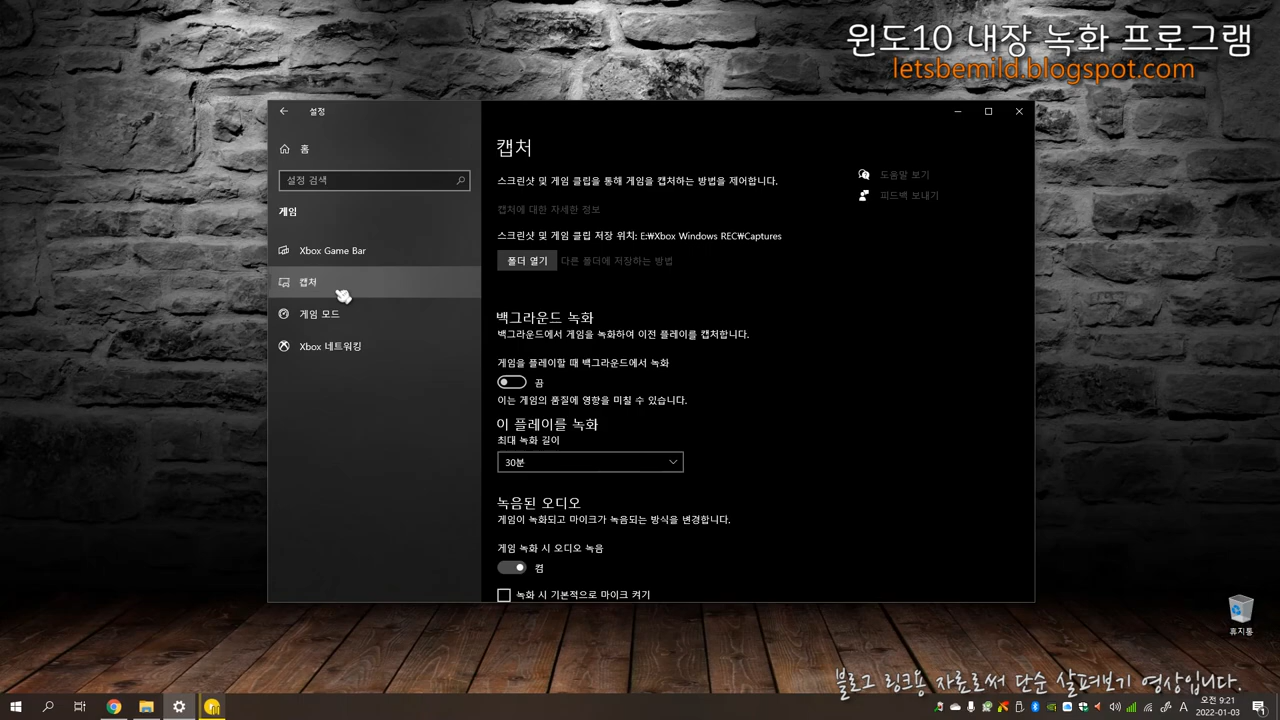 윈도10 내장 녹화 프로그램
letsbemild.blogspot.com
설정
홈
설정 검색
게임
Xbox Game Bar
캡처
게임 모드
Xbox 네트워킹
캡처
스크린샷 및 게임 클립을 통해 게임을 캡처하는 방법을 제어합니다.
캡처에 대한 자세한 정보
스크린샷 및 게임 클립 저장 위치: E:₩Xbox Windows REC₩Captures
폴더 열기 다른 폴더에 저장하는 방법
백그라운드 녹화
백그라운드에서 게임을 녹화하여 이전 플레이를 캡처합니다.
게임을 플레이할 때 백그라운드에서 녹화
끔
이는 게임의 품질에 영향을 미칠 수 있습니다.
이 플레이를 녹화
최대 녹화 길이
30분
녹음된 오디오
게임이 녹화되고 마이크가 녹음되는 방식을 변경합니다.
게임 녹화 시 오디오 녹음
켬
녹화 시 기본적으로 마이크 켜기
도움말 보기
피드백 보내기
휴지통
블로그 링크용 자료로써 단순 살펴보기 영상입니다.
A
오전 9:21
2022-01-03
1